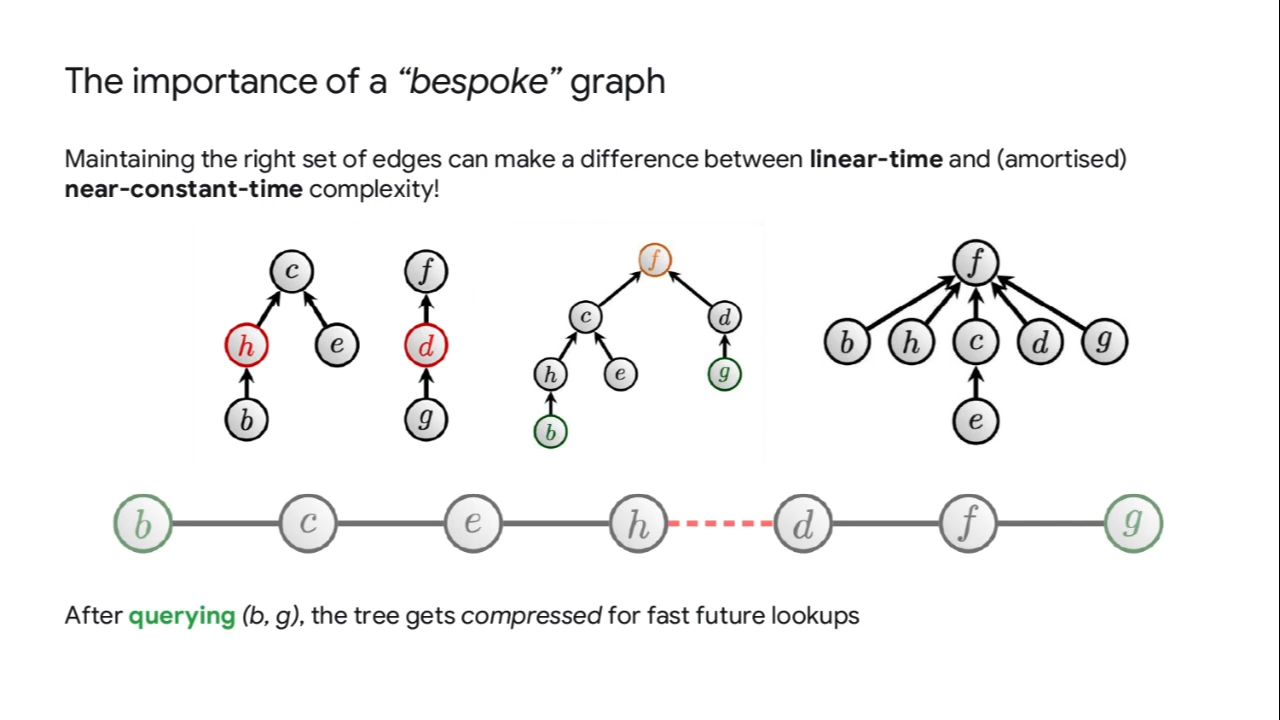 The importance of a “bespoke” graph
Maintaining the right set of edges can make a difference between linear-time and (amortised)
near-constant-time complexity!
c
h
e
b
f
d
g
f
c
d
h
e
g
b
f
b h c d g
e
b c e h d f g
After querying (b, g), the tree gets compressed for fast future lookups